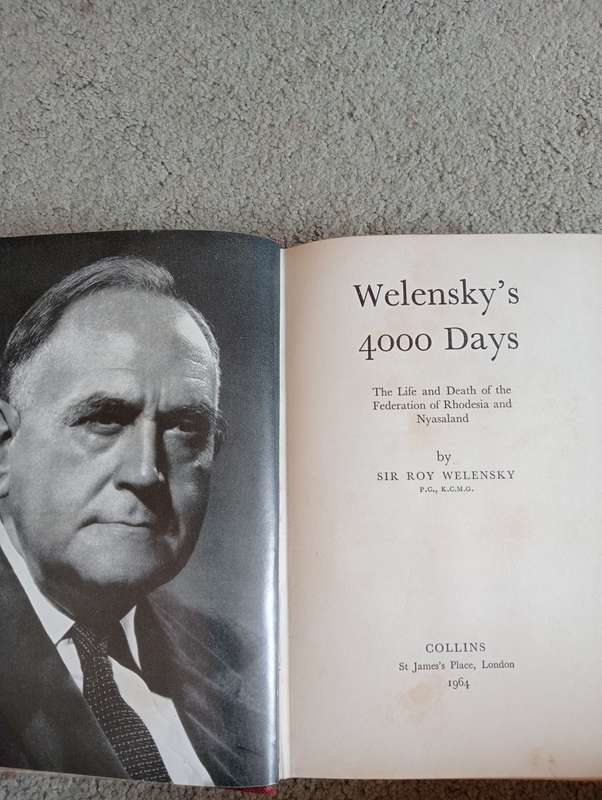 Welensky's
4000 Days
The Life and Death of the
Federation of Rhodesia and
Nyasaland
by
SIR ROY WELENSKY
P.C., K.C.M.G.
COLLINS
St James's Place, London
1964